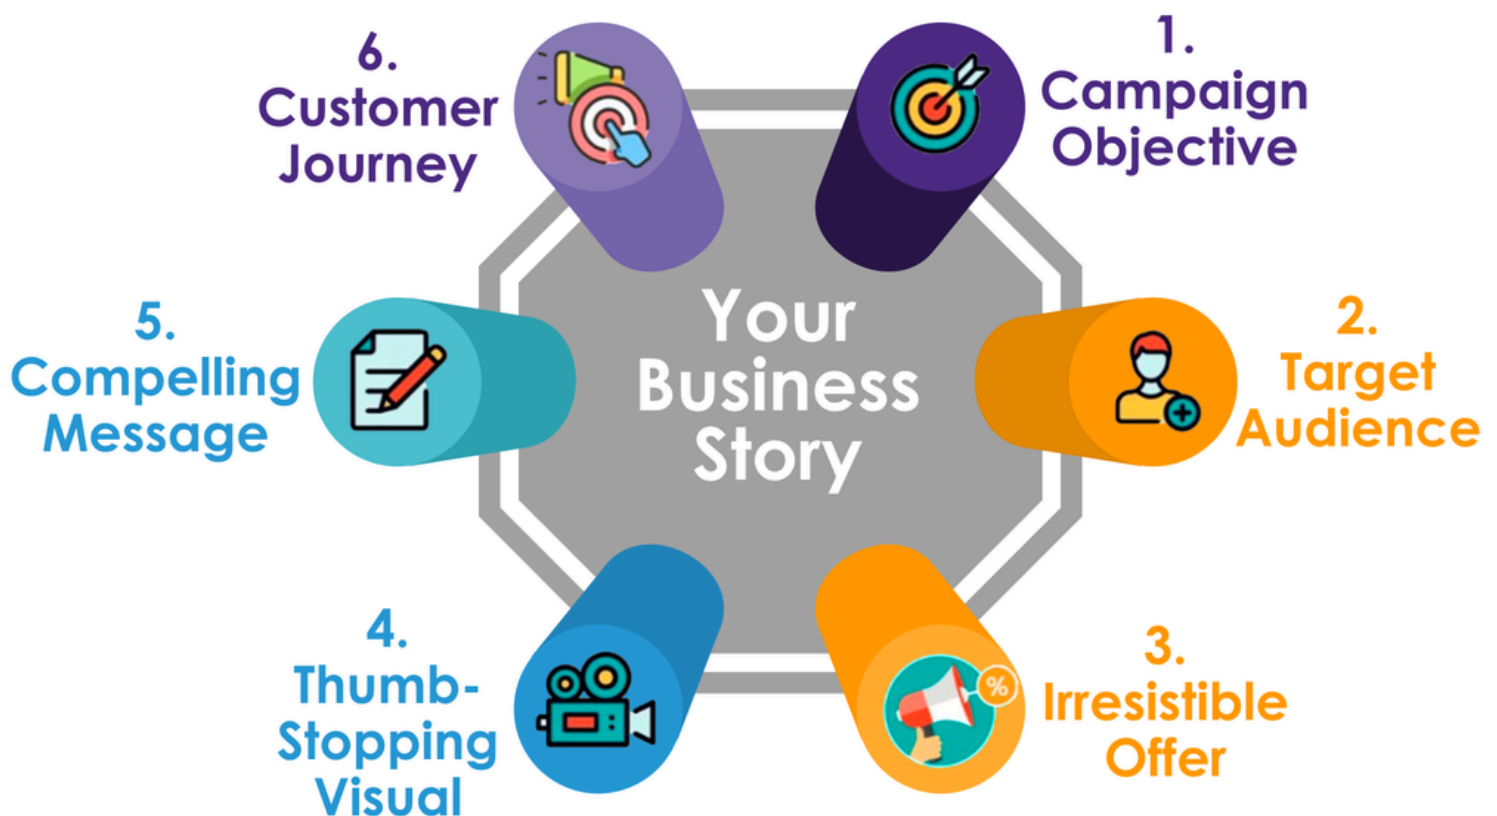 Your
Business
Story
1.
Campaign
Objective
2.
Target
Audience
3.
Irresistible
Offer
%
4.
Thumb-
Stopping
Visual
5.
Compelling
Message
6.
Customer
Journey